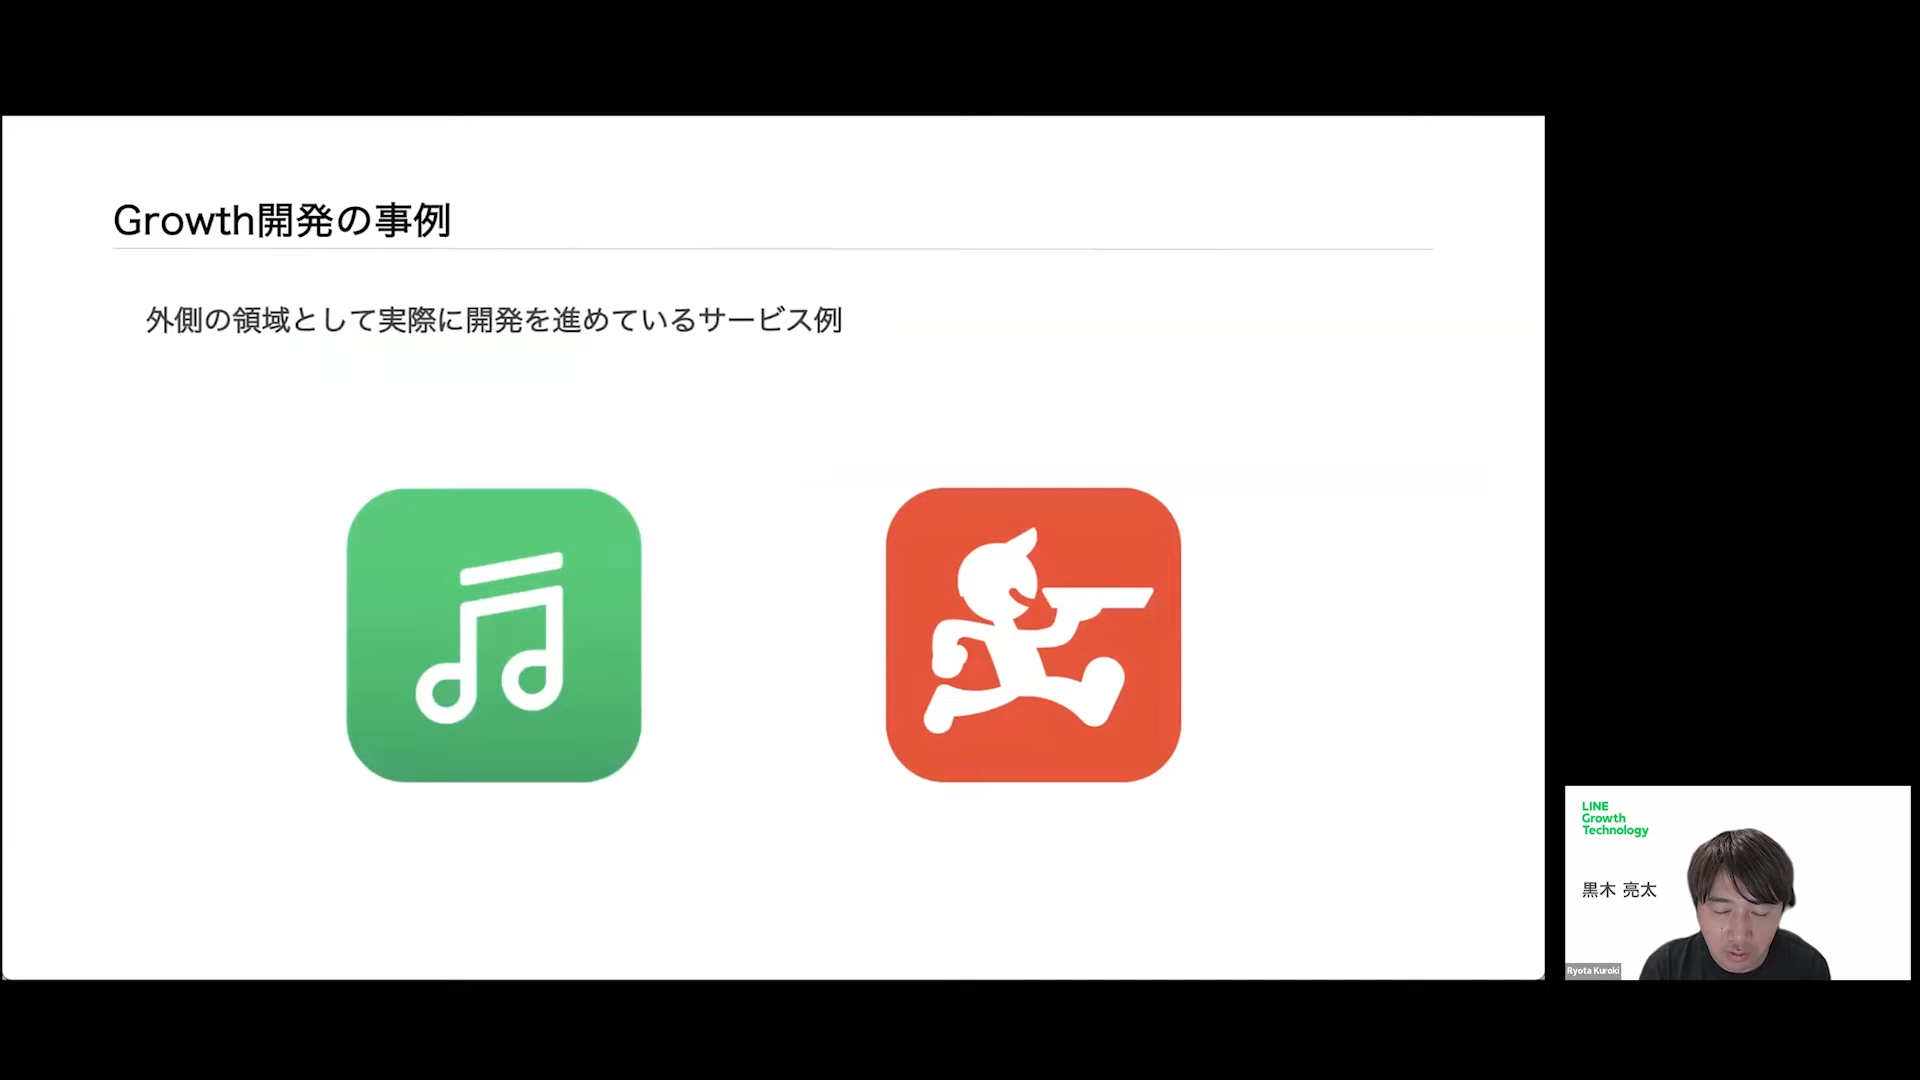 Growth開発の事例
外側の領域として実際に開発を進めているサービス例
LINE
Growth
Technology
黒木 亮太
Ryota Kuroki